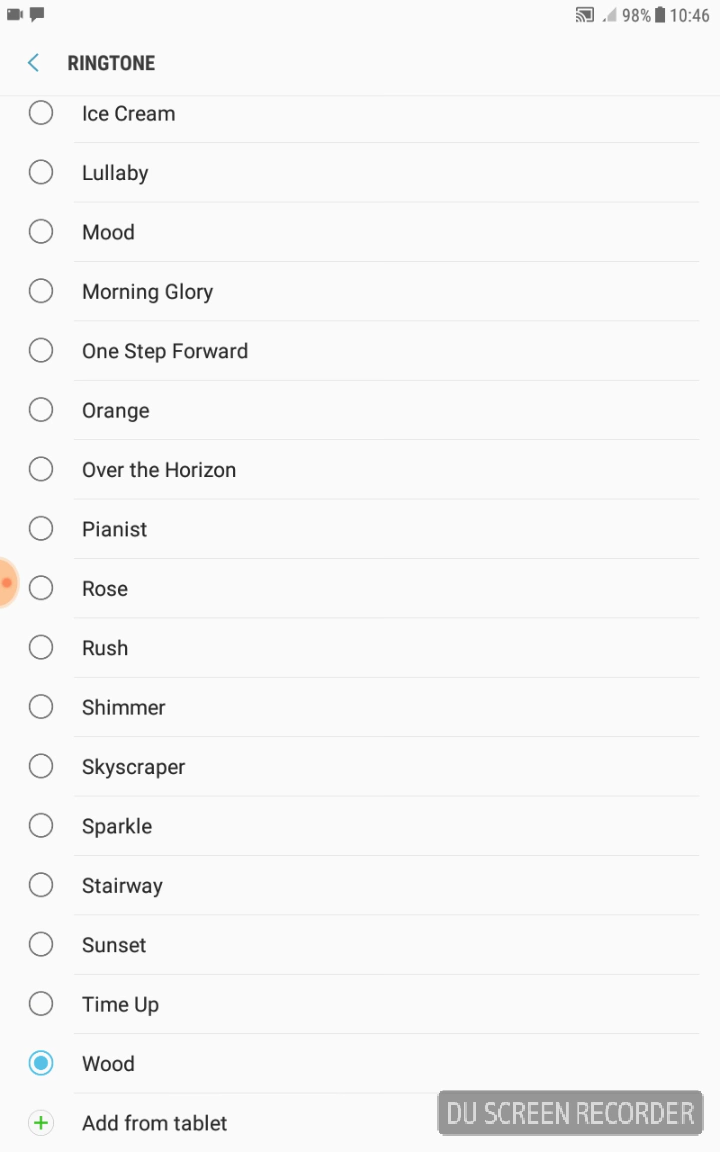 98% 10:46
RINGTONE
Ice Cream
Lullaby
Mood
Morning Glory
One Step Forward
Orange
Over the Horizon
Pianist
Rose
Rush
Shimmer
Skyscraper
Sparkle
Stairway
Sunset
Time Up
Wood
Add from tablet
DU SCREEN RECORDER